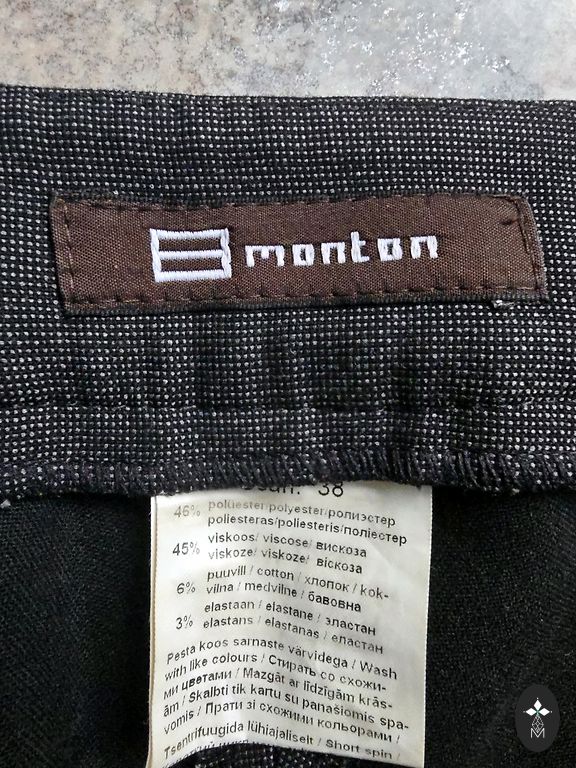 monton
38
46% polüester/polyester/полиэстер
poliesteras/poliesteris/поліестер
45% viskoos/ viscose/ вискоза
viskoze/ viskoze/ віскоза
6% puuvill / cotton / хлопок / kok-
vilna / medvilne / бавовна
3% elastaan / elastane / эластан
elastans / elastanas / еластан
Pesta koos sarnaste värvidega / Wash
with like colours / Стирать со схожи-
ми цветами / Mazgāt ar līdzīgām krās-
ām / Skalbti tik kartu su panašiomis spa-
vomis / Прати зі схожими кольорами /
Tsentrifuugida lühiajaliselt / Short spin /
M